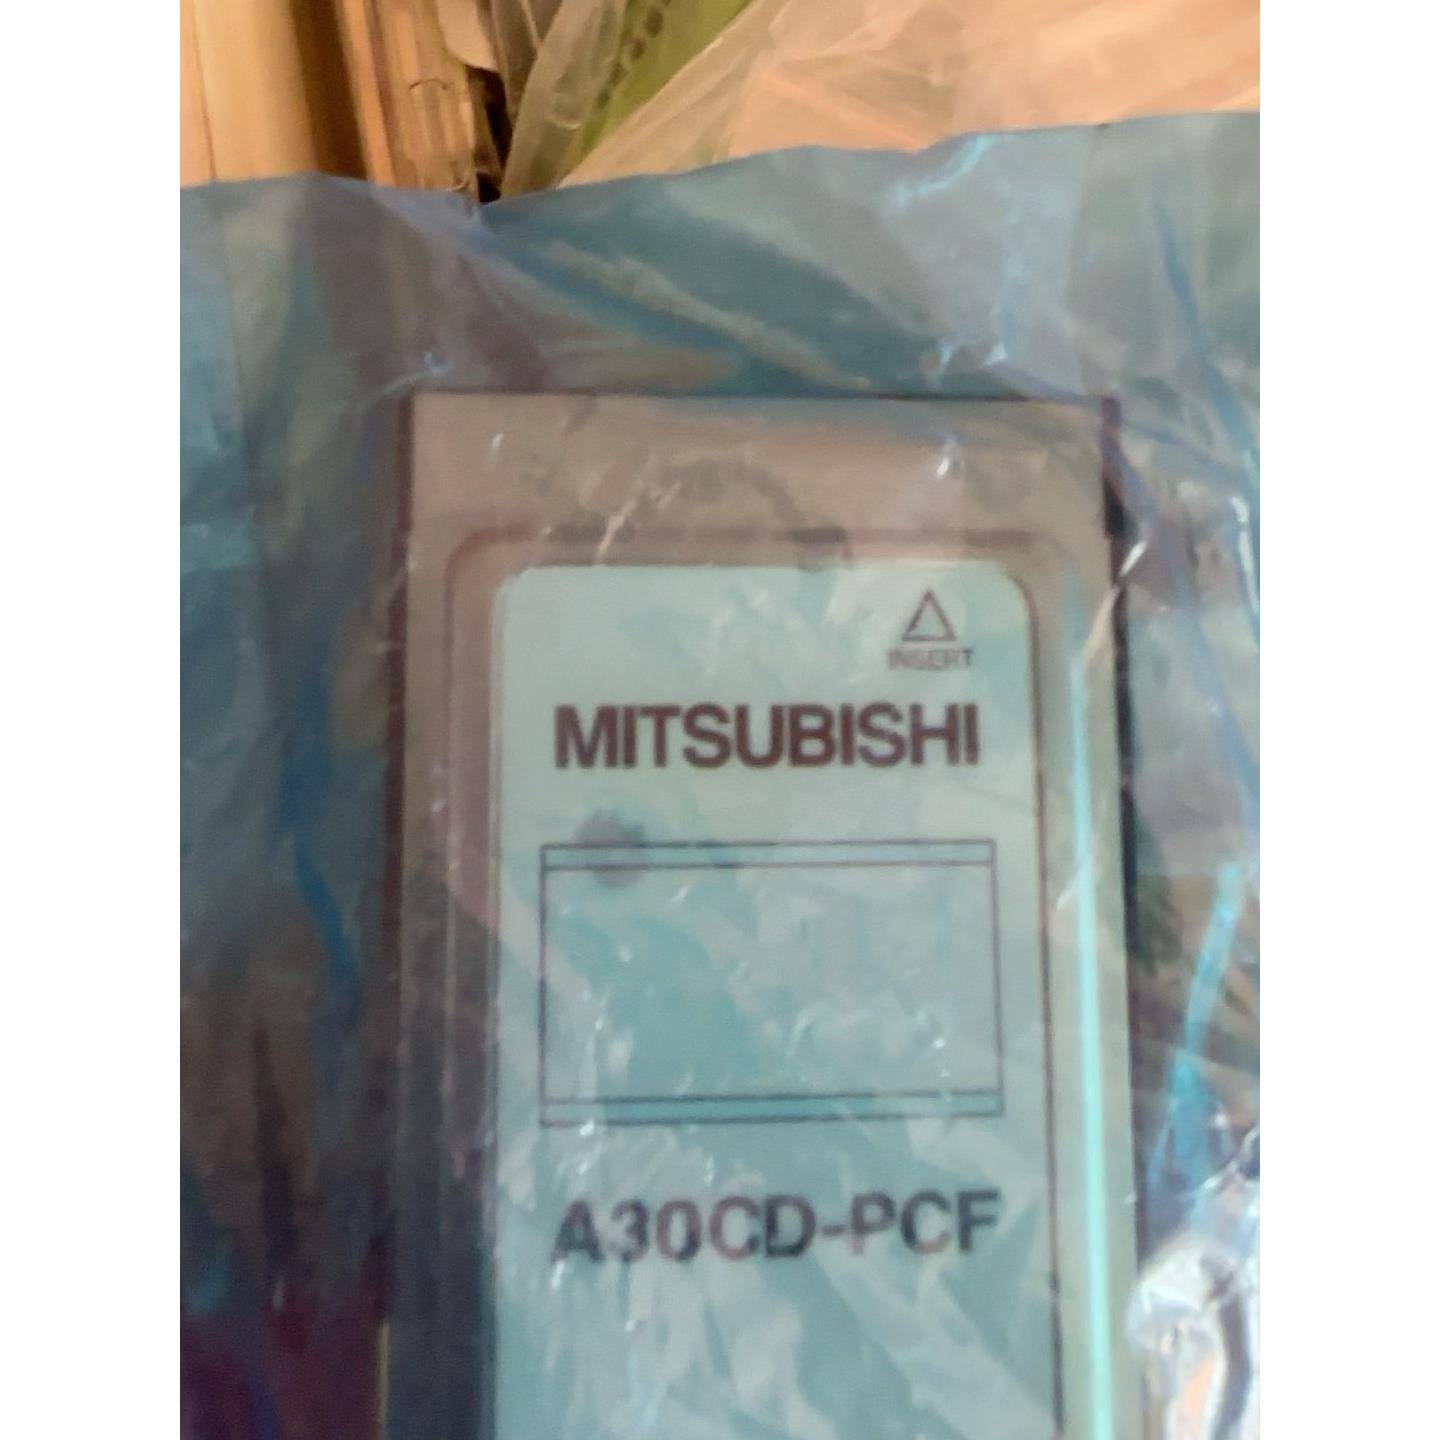 INSERT
MITSUBISHI
A30CD-PCF